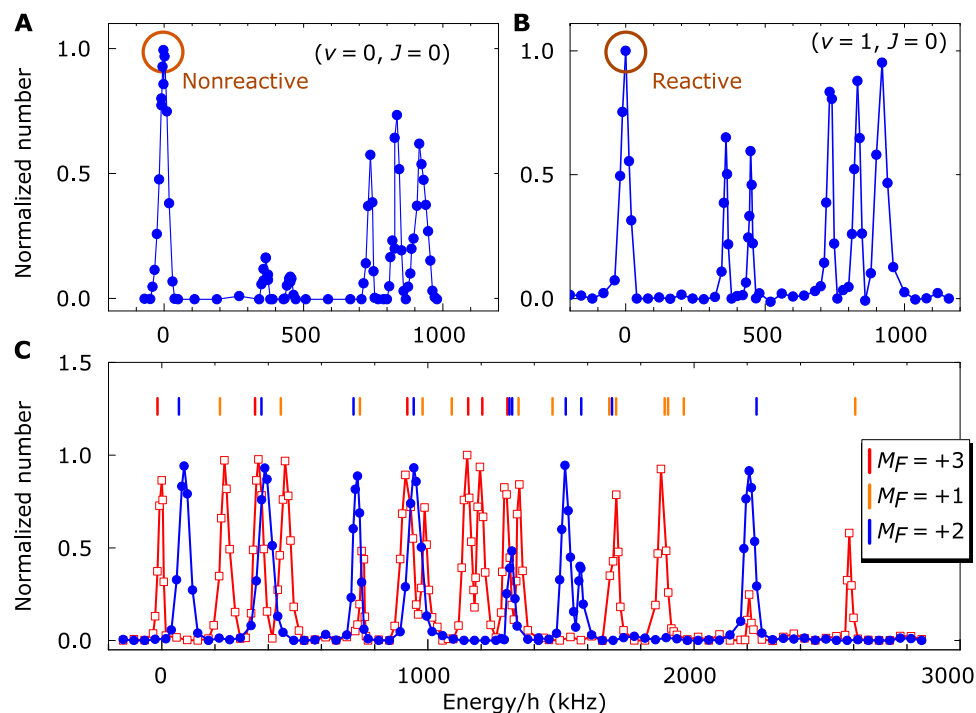 A
B
(v=0, J=0)
(v=1, J=0)
Nonreactive
Reactive
Normalized number
1.0
0.5
0.0
0
500
1000
Normalized number
1.0
0.5
0.0
0
500
1000
C
Normalized number
1.5
1.0
0.5
0.0
M_F = +3
M_F = +1
M_F = +2
0
1000
2000
3000
Energy/h (kHz)